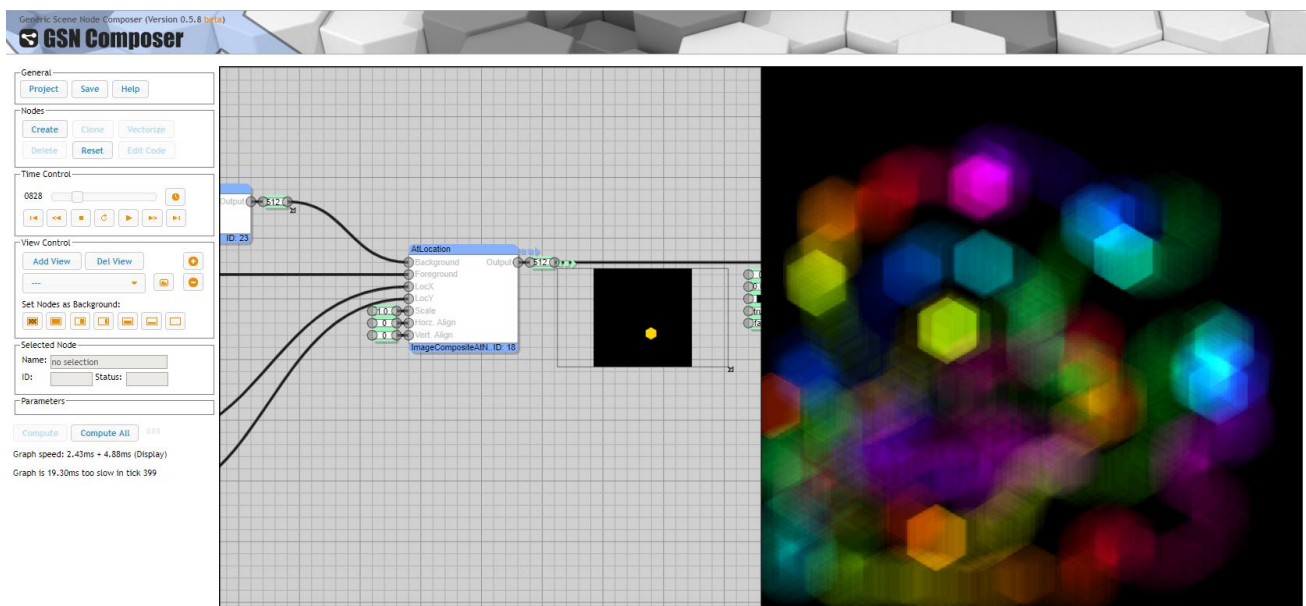 Generic Scene Node Composer (Version 0.5.8 beta)
GSN Composer
General
Project Save Help
Nodes
Create Clone Vectorize
Delete Reset Edit Code
Time Control
0828
View Control
Add View Del View
---
Set Nodes as Background:
Selected Node
Name: no selection
ID: Status:
Parameters
Compute Compute All
Graph speed: 2.43ms + 4.88ms (Display)
Graph is 19.30ms too slow in tick 399
Output 512
ID: 23
AtLocation
Background Output 512
Foreground
LocX
LocY
1.0 Scale
0 Horz. Align
0 Vert. Align
ImageCompositeAtN.. ID: 18